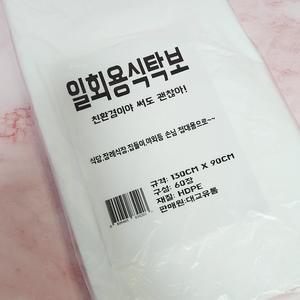 일회용식탁보
친환경이야 써도 괜찮아!
식당,장례식장,집들이,야외등 손님 접대용으로~~
규격: 130CM X 90CM
구성: 60장
재질: HDPE
판매원:대교유통